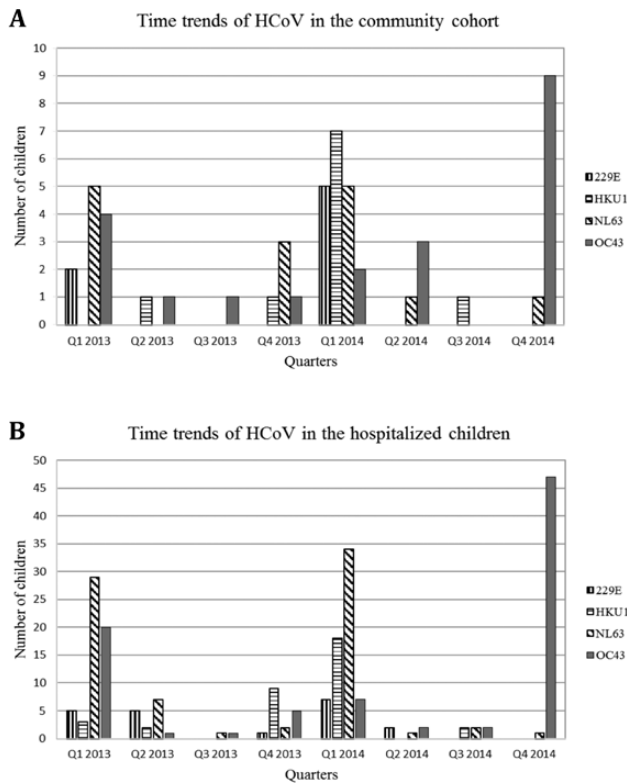 A
Time trends of HCoV in the community cohort
Number of children
10
9
8
7
6
5
4
3
2
1
0
Q1 2013 Q2 2013 Q3 2013 Q4 2013 Q1 2014 Q2 2014 Q3 2014 Q4 2014
Quarters
229E
HKU1
NL63
OC43
B
Time trends of HCoV in the hospitalized children
Number of children
50
45
40
35
30
25
20
15
10
5
0
Q1 2013 Q2 2013 Q3 2013 Q4 2013 Q1 2014 Q2 2014 Q3 2014 Q4 2014
Quarters
229E
HKU1
NL63
OC43